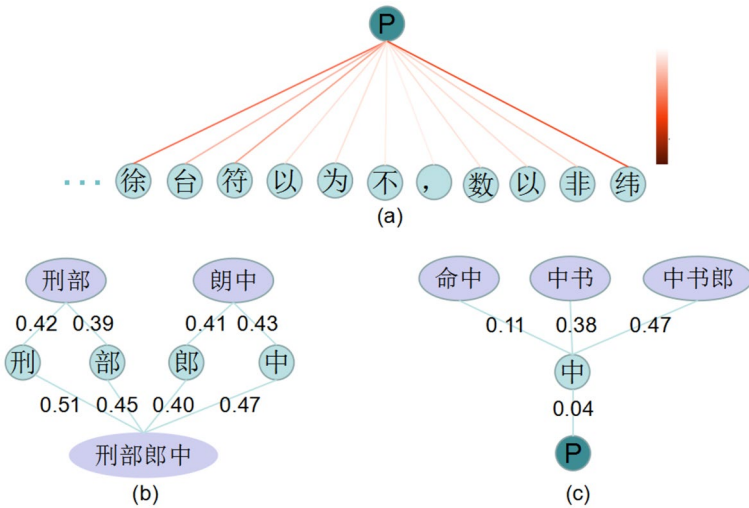 P
··· 徐 台 符 以 为 不 , 数 以 非 纬
(a)
刑部 朗中
0.42 0.39 0.41 0.43
刑 部 郎 中
0.51 0.45 0.40 0.47
刑部郎中
(b)
命中 中书 中书郎
0.11 0.38 0.47
中
0.04
P
(c)